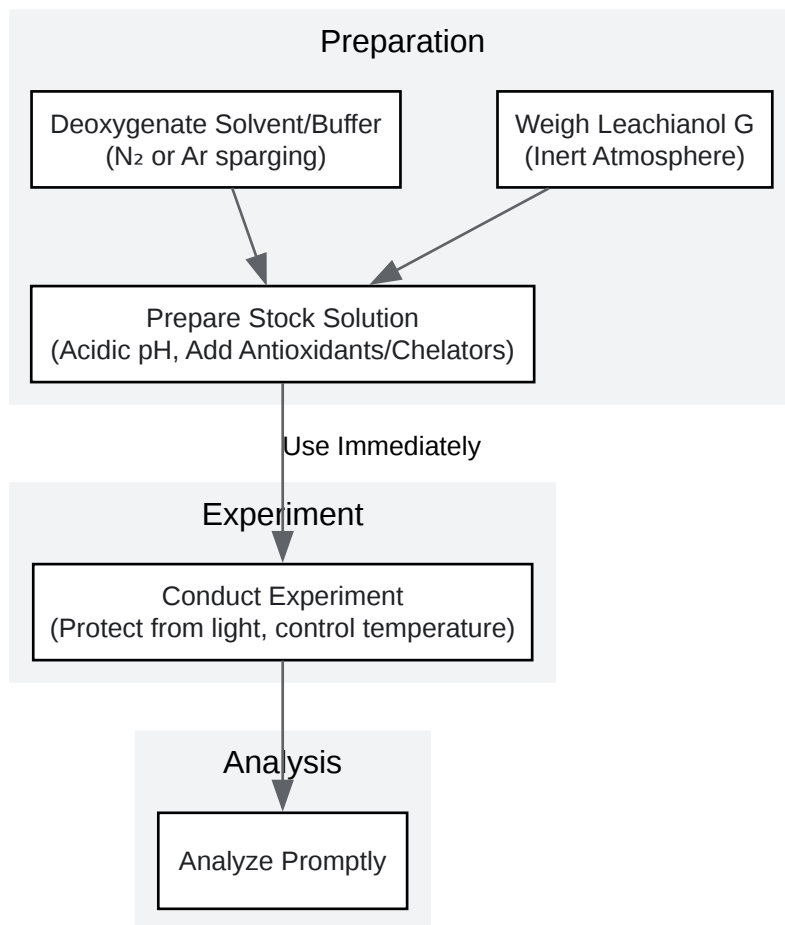 Preparation
Deoxygenate Solvent/Buffer
(N₂ or Ar sparging)
Weigh Leachianol G
(Inert Atmosphere)
Prepare Stock Solution
(Acidic pH, Add Antioxidants/Chelators)
Use Immediately
Experiment
Conduct Experiment
(Protect from light, control temperature)
Analysis
Analyze Promptly